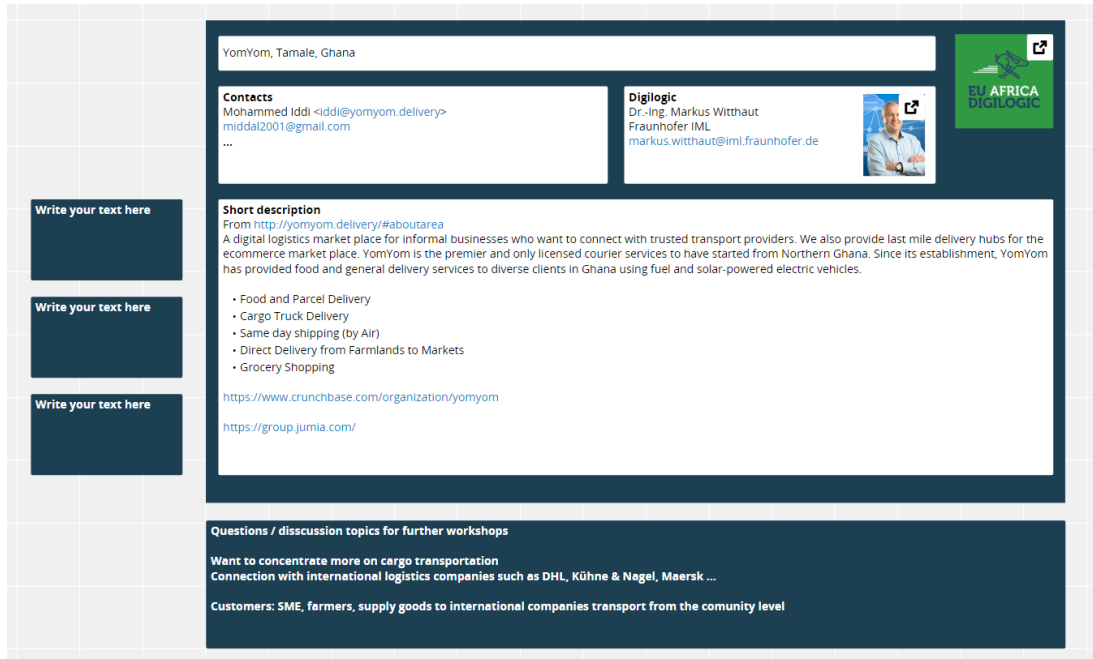 YomYom, Tamale, Ghana
EU AFRICA
DIGILOGIC
Contacts
Mohammed Iddi <iddi@yomyom.delivery>
middal2001@gmail.com
...
Digilogic
Dr.-Ing. Markus Witthaut
Fraunhofer IML
markus.witthaut@iml.fraunhofer.de
Write your text here
Write your text here
Write your text here
Short description
From http://yomyom.delivery/#aboutarea
A digital logistics market place for informal businesses who want to connect with trusted transport providers. We also provide last mile delivery hubs for the
ecommerce market place. YomYom is the premier and only licensed courier services to have started from Northern Ghana. Since its establishment, YomYom
has provided food and general delivery services to diverse clients in Ghana using fuel and solar-powered electric vehicles.
• Food and Parcel Delivery
• Cargo Truck Delivery
• Same day shipping (by Air)
• Direct Delivery from Farmlands to Markets
• Grocery Shopping
https://www.crunchbase.com/organization/yomyom
https://group.jumia.com/
Questions / disscussion topics for further workshops
Want to concentrate more on cargo transportation
Connection with international logistics companies such as DHL, Kühne & Nagel, Maersk ...
Customers: SME, farmers, supply goods to international companies transport from the comunity level